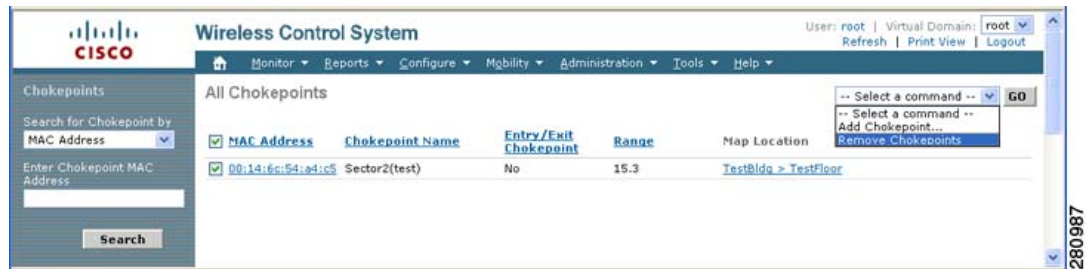 CISCO
Wireless Control System
User: root | Virtual Domain: root
Refresh | Print View | Logout
Monitor Reports Configure Mobility Administration Tools Help
Chokepoints
Search for Chokepoint by
MAC Address
Enter Chokepoint MAC
Address
Search
All Chokepoints
-- Select a command -- GO
-- Select a command --
Add Chokepoint...
Remove Chokepoints
MAC Address Chokepoint Name Entry/Exit Chokepoint Range Map Location
00:14:6c:54:a4:c5 Sector2(test) No 15.3 TestBldg > TestFloor
280987